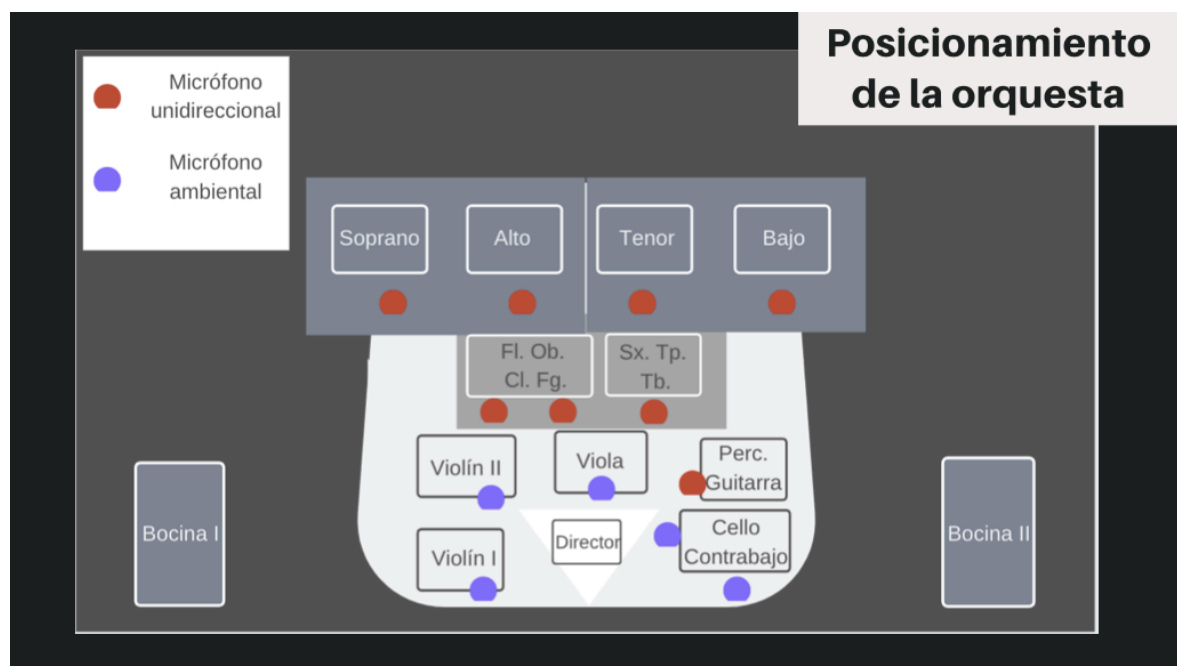 Posicionamiento
de la orquesta
Micrófono
unidireccional
Micrófono
ambiental
Soprano
Alto
Tenor
Bajo
Fl. Ob.
Cl. Fg.
Sx. Tp.
Tb.
Violín II
Viola
Perc.
Guitarra
Bocina I
Violín I
Director
Cello
Contrabajo
Bocina II